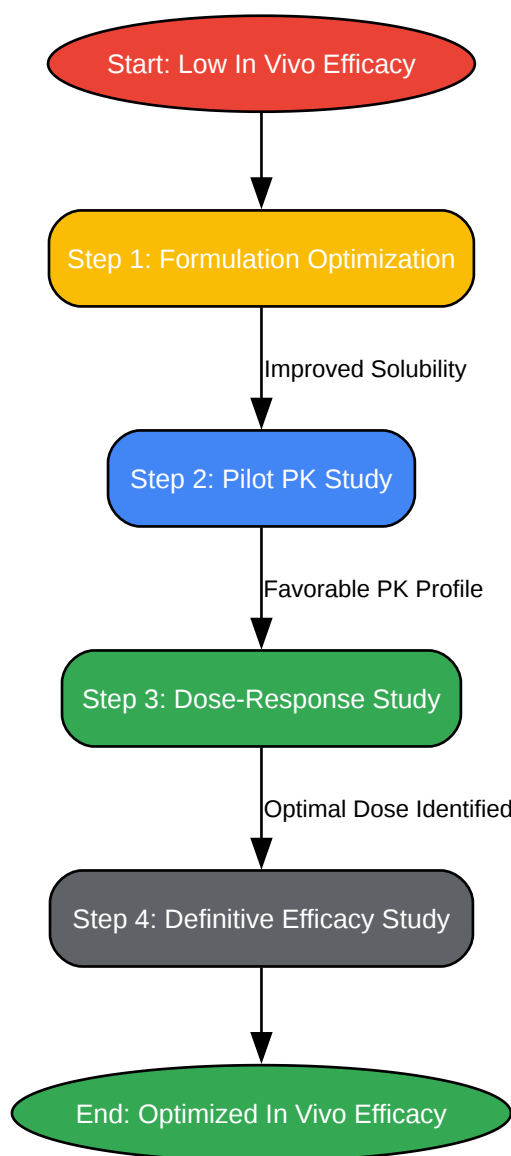 Start: Low In Vivo Efficacy
Step 1: Formulation Optimization
Improved Solubility
Step 2: Pilot PK Study
Favorable PK Profile
Step 3: Dose-Response Study
Optimal Dose Identified
Step 4: Definitive Efficacy Study
End: Optimized In Vivo Efficacy